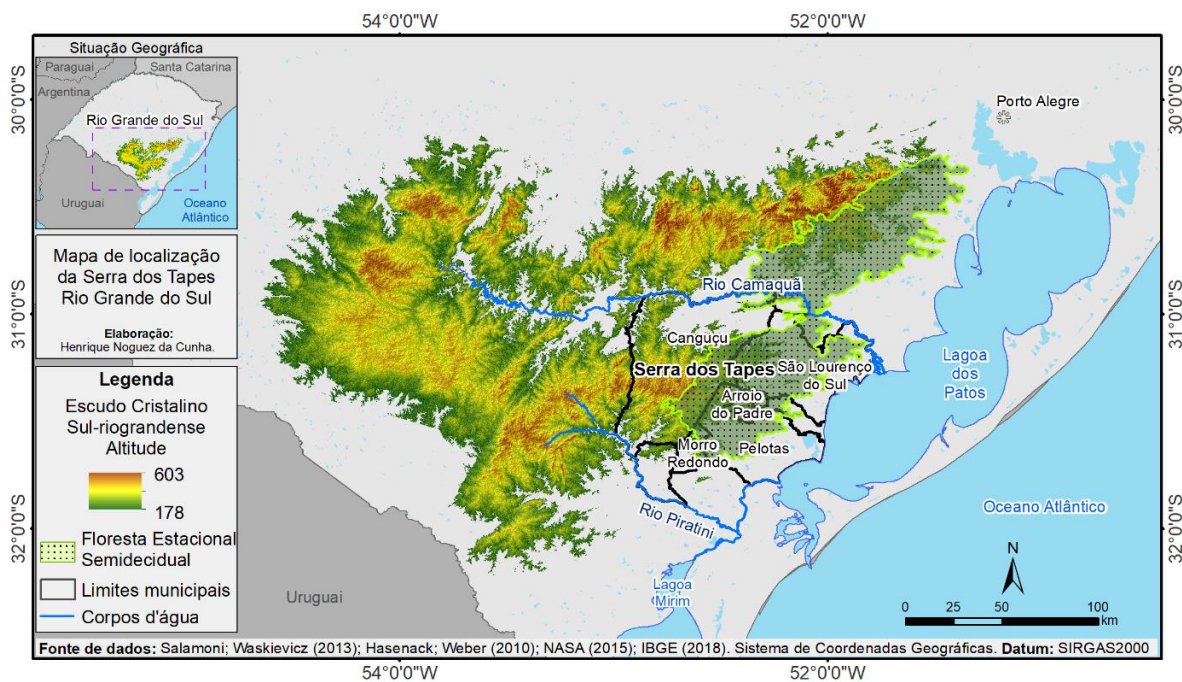 54°0'0"W
52°0'0"W
Situação Geográfica
Paraguai
Santa Catarina
Argentina
Rio Grande do Sul
Uruguai
Oceano
Atlântico
30°0'0"S
30°0'0"S
Porto Alegre
Mapa de localização
da Serra dos Tapes
Rio Grande do Sul
Elaboração:
Henrique Noguez da Cunha.
31°0'0"S
31°0'0"S
Rio Camaquã
Canguçu
Serra dos Tapes
São Lourenço
do Sul
Arroio
do Padre
Morro
Redondo
Pelotas
Lagoa
dos
Patos
Legenda
Escudo Cristalino
Sul-riograndense
Altitude
603
178
Floresta Estacional
Semidecidual
Limites municipais
Corpos d'água
32°0'0"S
32°0'0"S
Rio Piratini
Oceano Atlântico
Uruguai
Lagoa
Mirim
N
0 25 50 100
km
Fonte de dados: Salamoni; Waskievicz (2013); Hasenack; Weber (2010); NASA (2015); IBGE (2018). Sistema de Coordenadas Geográficas. Datum: SIRGAS2000
54°0'0"W
52°0'0"W